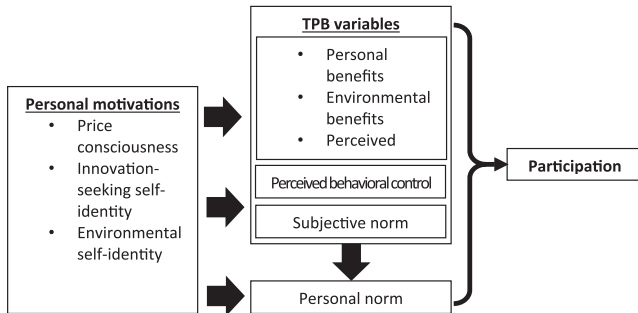 Personal motivations
• Price
consciousness
• Innovation-
seeking self-
identity
• Environmental
self-identity
TPB variables
• Personal
benefits
• Environmental
benefits
• Perceived
Perceived behavioral control
Subjective norm
Personal norm
Participation